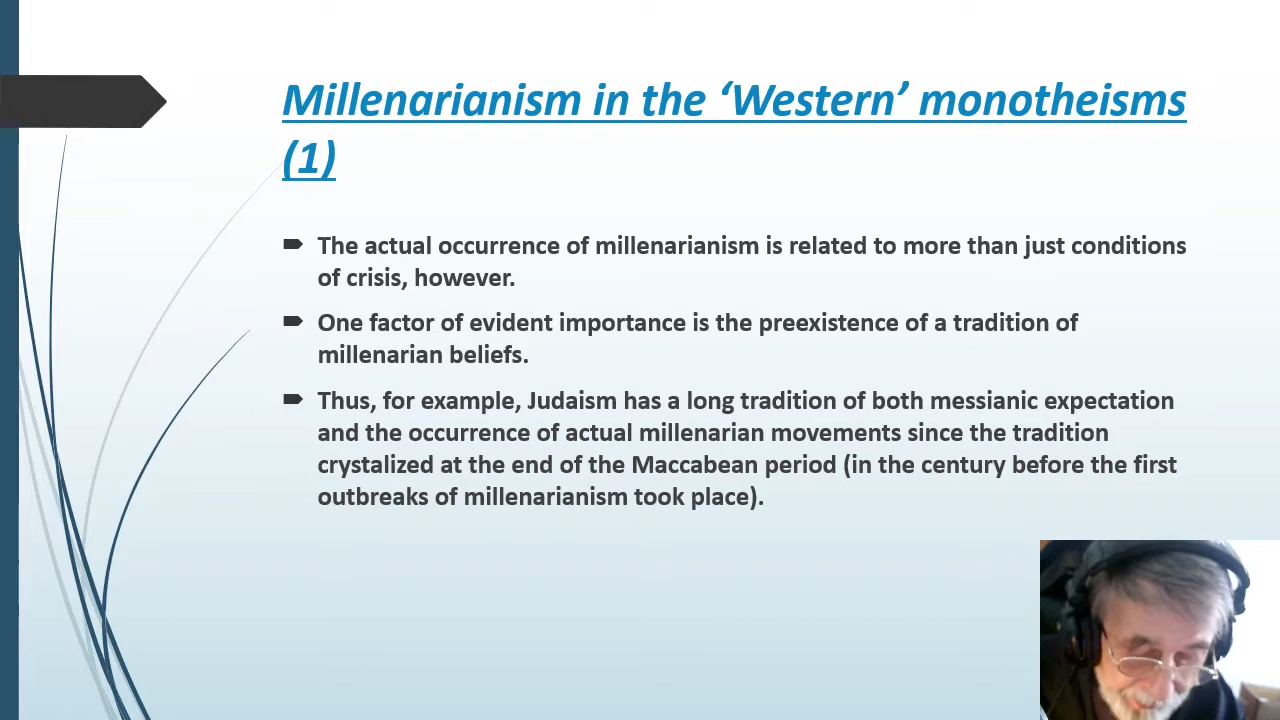 Millenarianism in the ‘Western’ monotheisms
(1)
The actual occurrence of millenarianism is related to more than just conditions
of crisis, however.
One factor of evident importance is the preexistence of a tradition of
millenarian beliefs.
Thus, for example, Judaism has a long tradition of both messianic expectation
and the occurrence of actual millenarian movements since the tradition
crystalized at the end of the Maccabean period (in the century before the first
outbreaks of millenarianism took place).